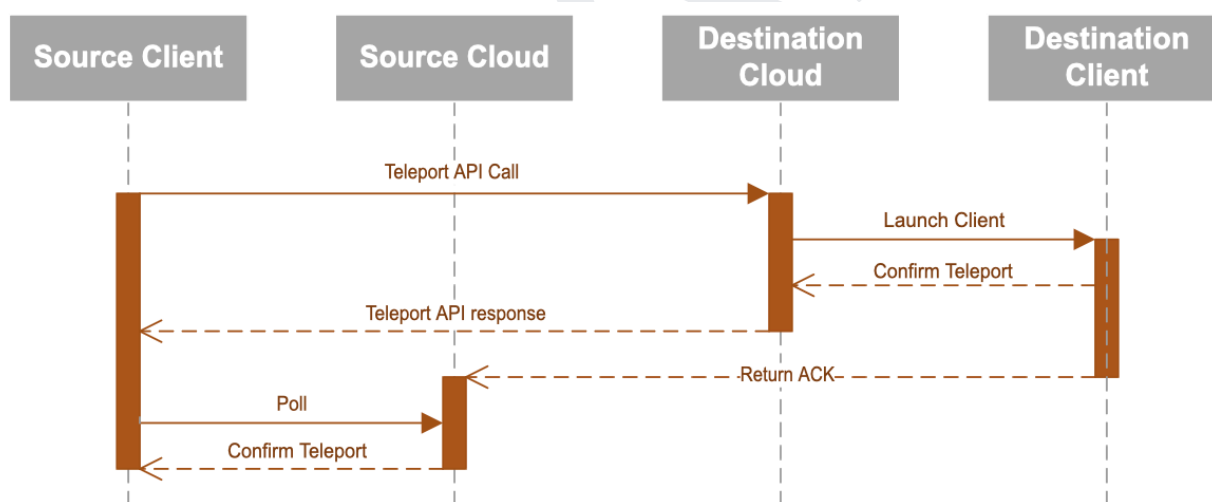 Source Client
Source Cloud
Destination
Cloud
Destination
Client
Teleport API Call
Launch Client
Confirm Teleport
Teleport API response
Return ACK
Poll
Confirm Teleport